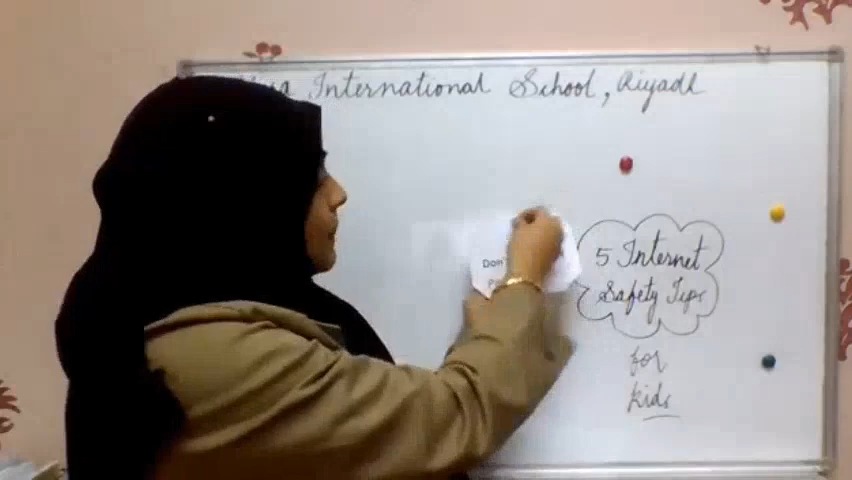 International School, Riyadh
5 Internet
Safety Tips
for
kids
Don